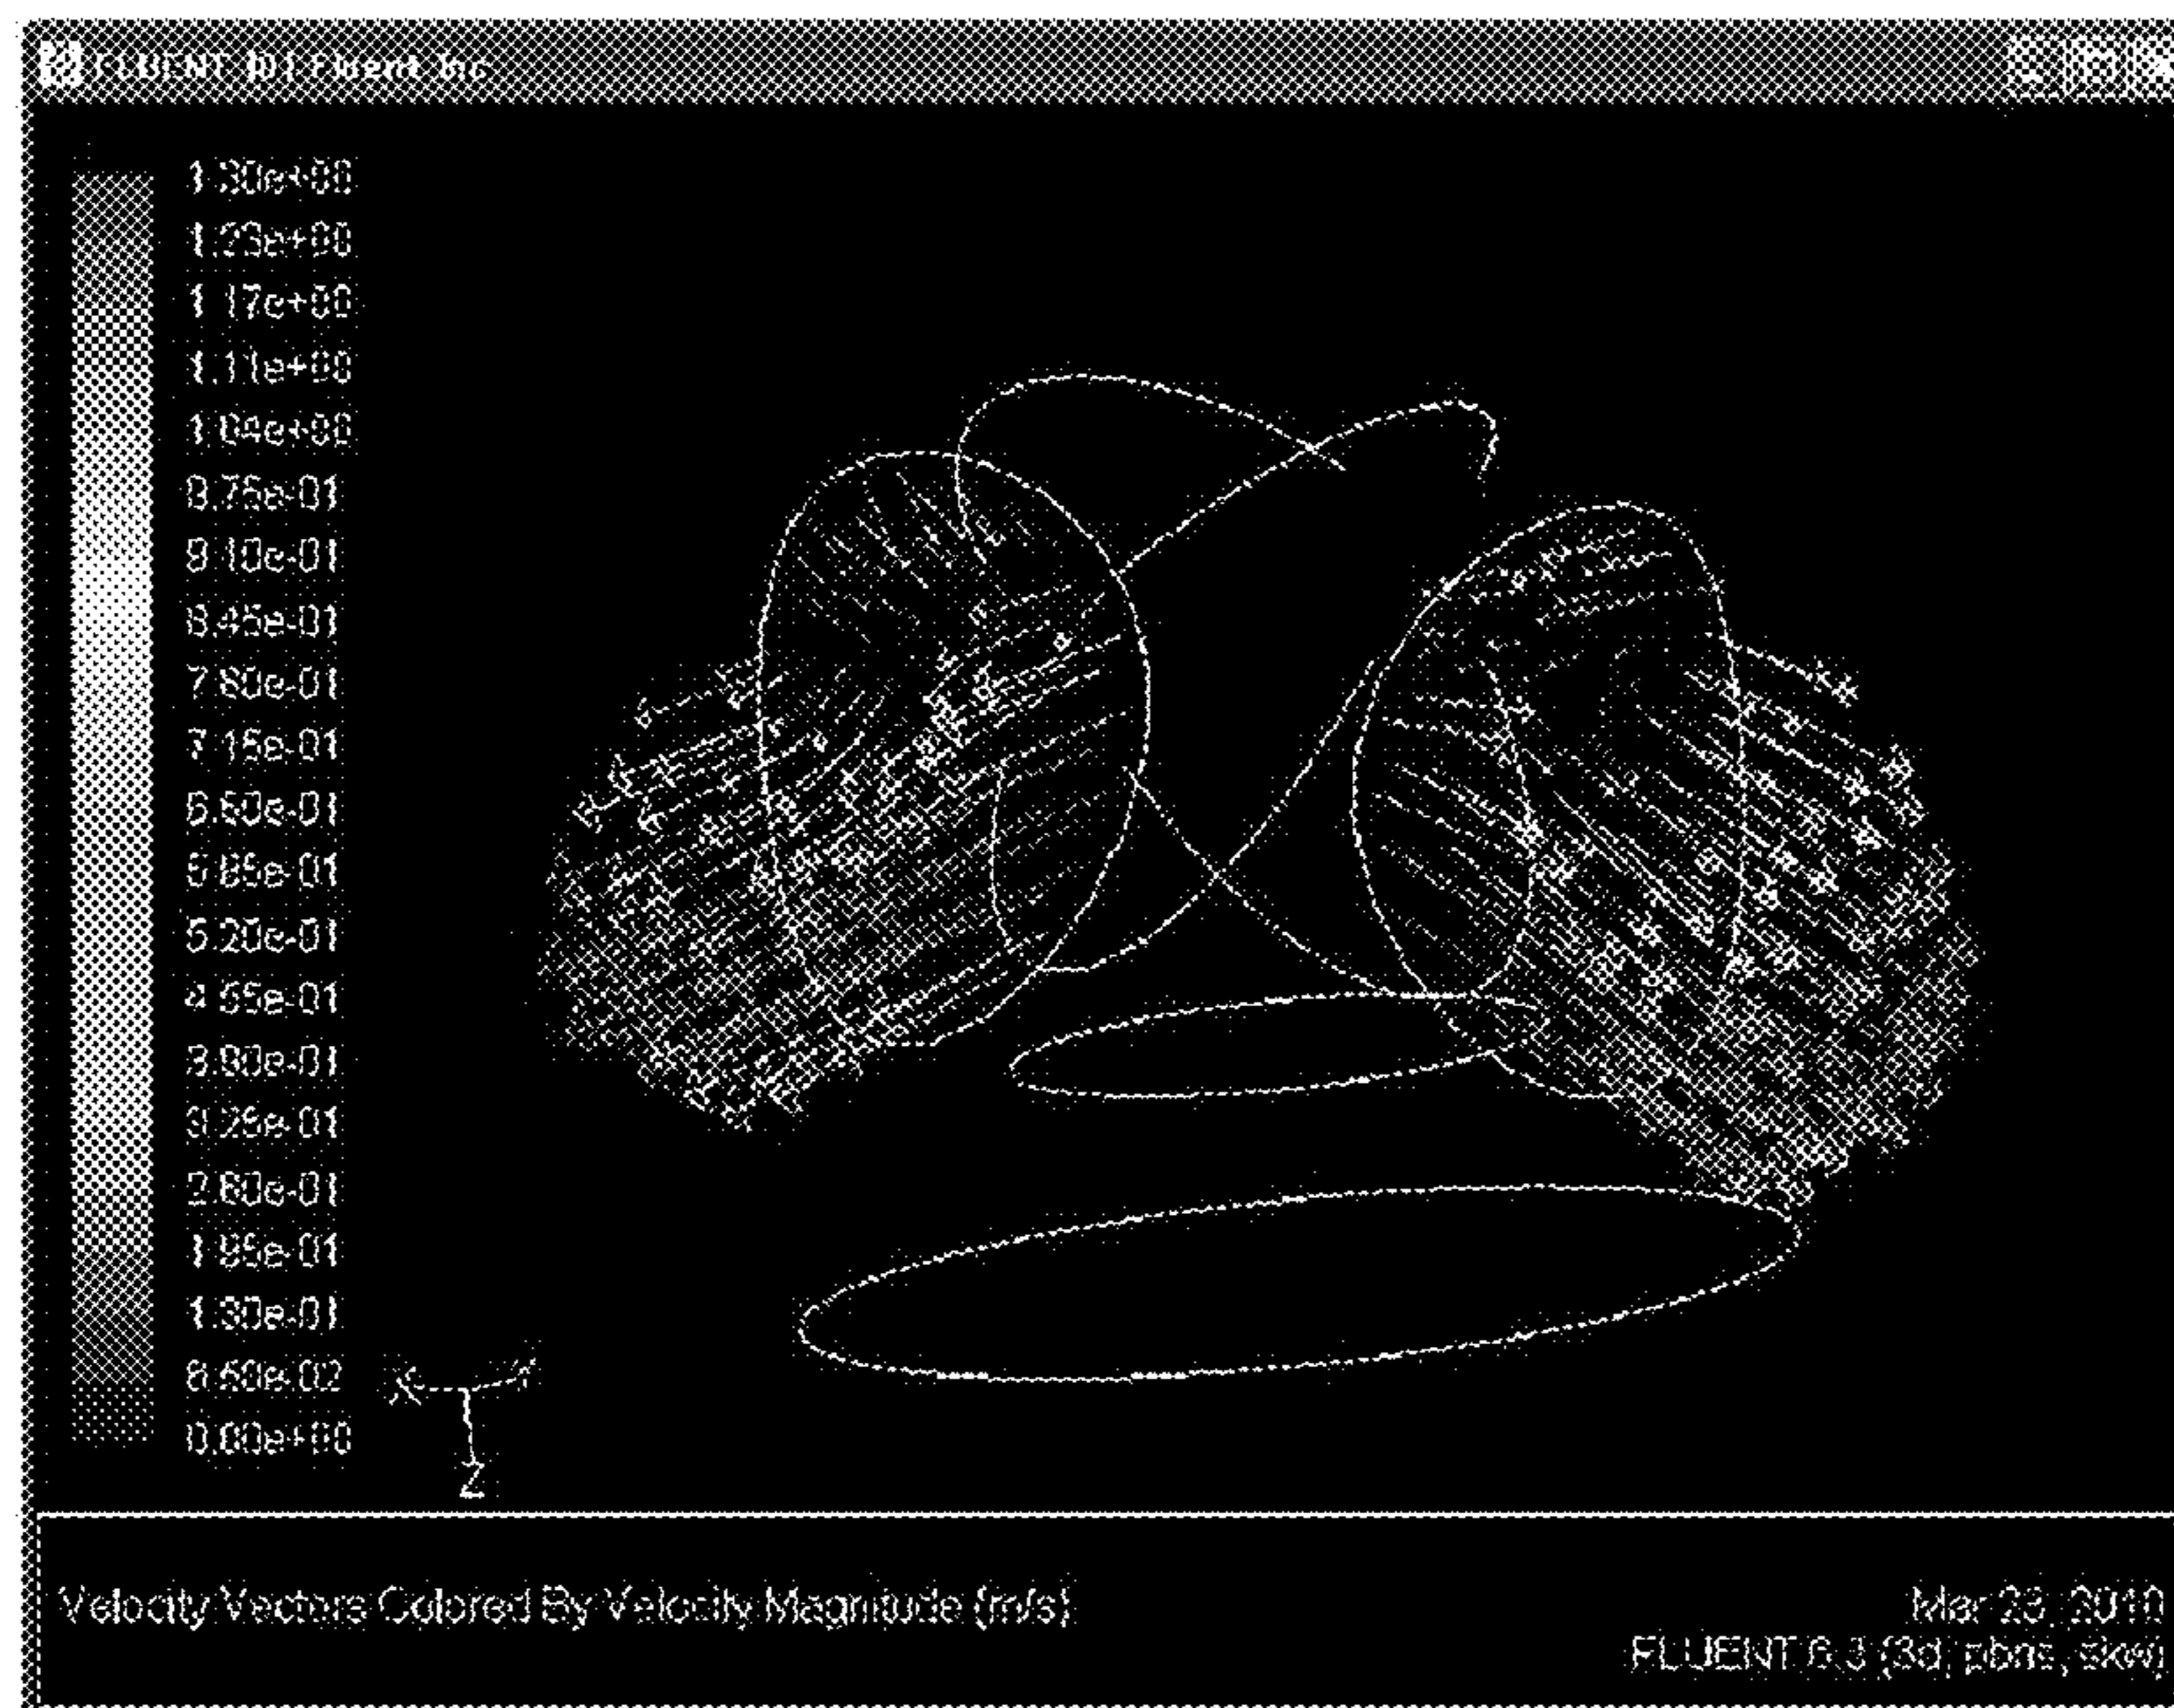 FLUENT [0] Fluent Inc
1.30e+00
1.23e+00
1.17e+00
1.11e+00
1.04e+00
9.75e-01
9.10e-01
8.45e-01
7.80e-01
7.15e-01
6.50e-01
5.85e-01
5.20e-01
4.55e-01
3.90e-01
3.25e-01
2.60e-01
1.95e-01
1.30e-01
6.50e-02
0.00e+00
X
Z
Velocity Vectors Colored By Velocity Magnitude (m/s)
Mar 23, 2010
FLUENT 6.3 (3d, pbns, skw)